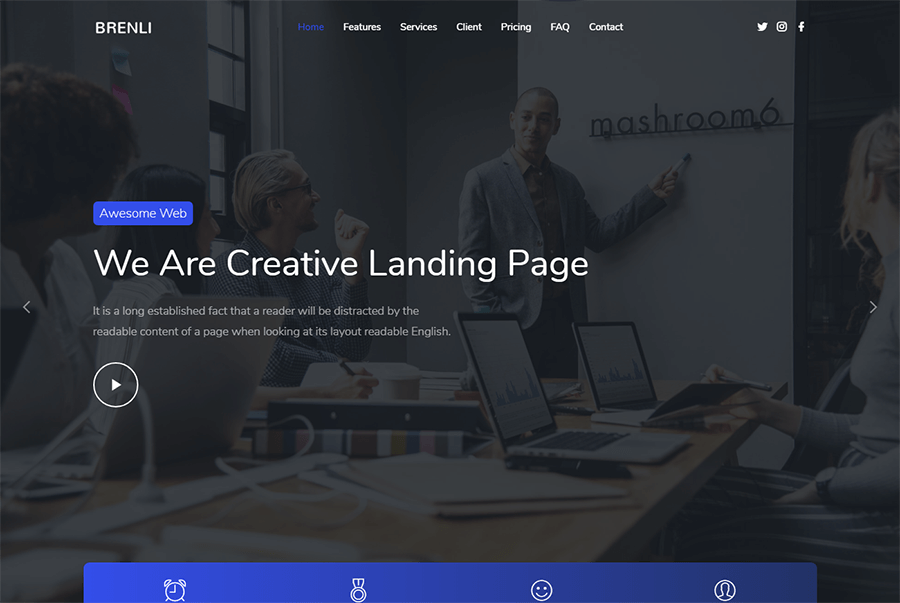 BRENLI
Home Features Services Client Pricing FAQ Contact
mashroom6
Awesome Web
We Are Creative Landing Page
It is a long established fact that a reader will be distracted by the
readable content of a page when looking at its layout readable English.